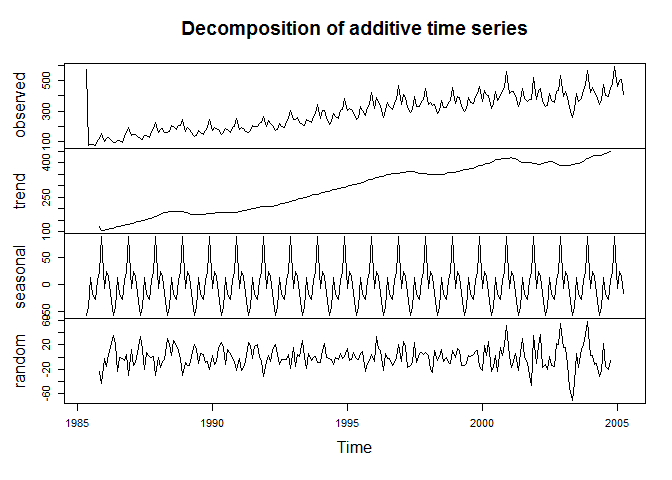 Decomposition of additive time series
observed
100 300 500
trend
100 250 400
seasonal
-50 0 50 100
random
-60 -20 20 60
1985 1990 1995 2000 2005
Time